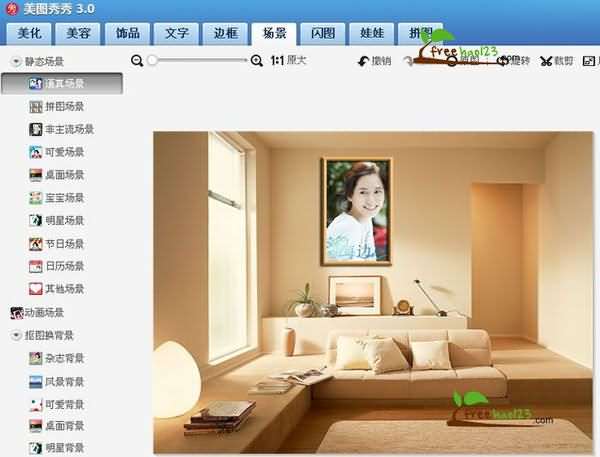 美图秀秀 3.0
美化 美容 饰品 文字 边框 场景 闪图 娃娃 拼图
静态场景
1:1 原大
撤销
旋转
裁剪
逼真场景
拼图场景
非主流场景
可爱场景
桌面场景
宝宝场景
明星场景
节日场景
日历场景
其他场景
动画场景
抠图换背景
杂志背景
风景背景
可爱背景
桌面背景
明星背景
freehao123
.com
海边
freehao123
.com